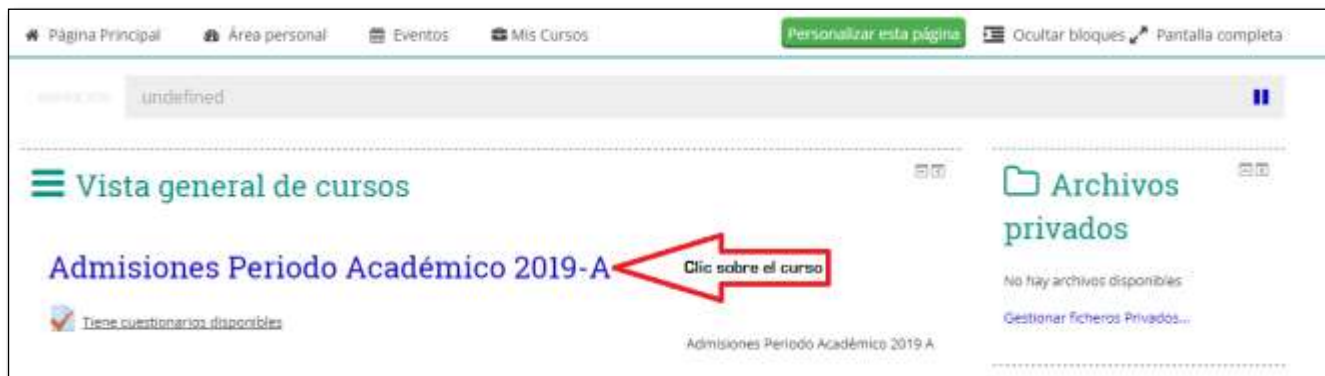 Página Principal Área personal Eventos Mis Cursos Personalizar esta página Ocultar bloques Pantalla completa
undefined
Vista general de cursos
Archivos privados
Admisiones Periodo Académico 2019-A
Clic sobre el curso
No hay archivos disponibles
Tiene cuestionarios disponibles
Gestionar ficheros Privados...
Admisiones Periodo Académico 2019 A